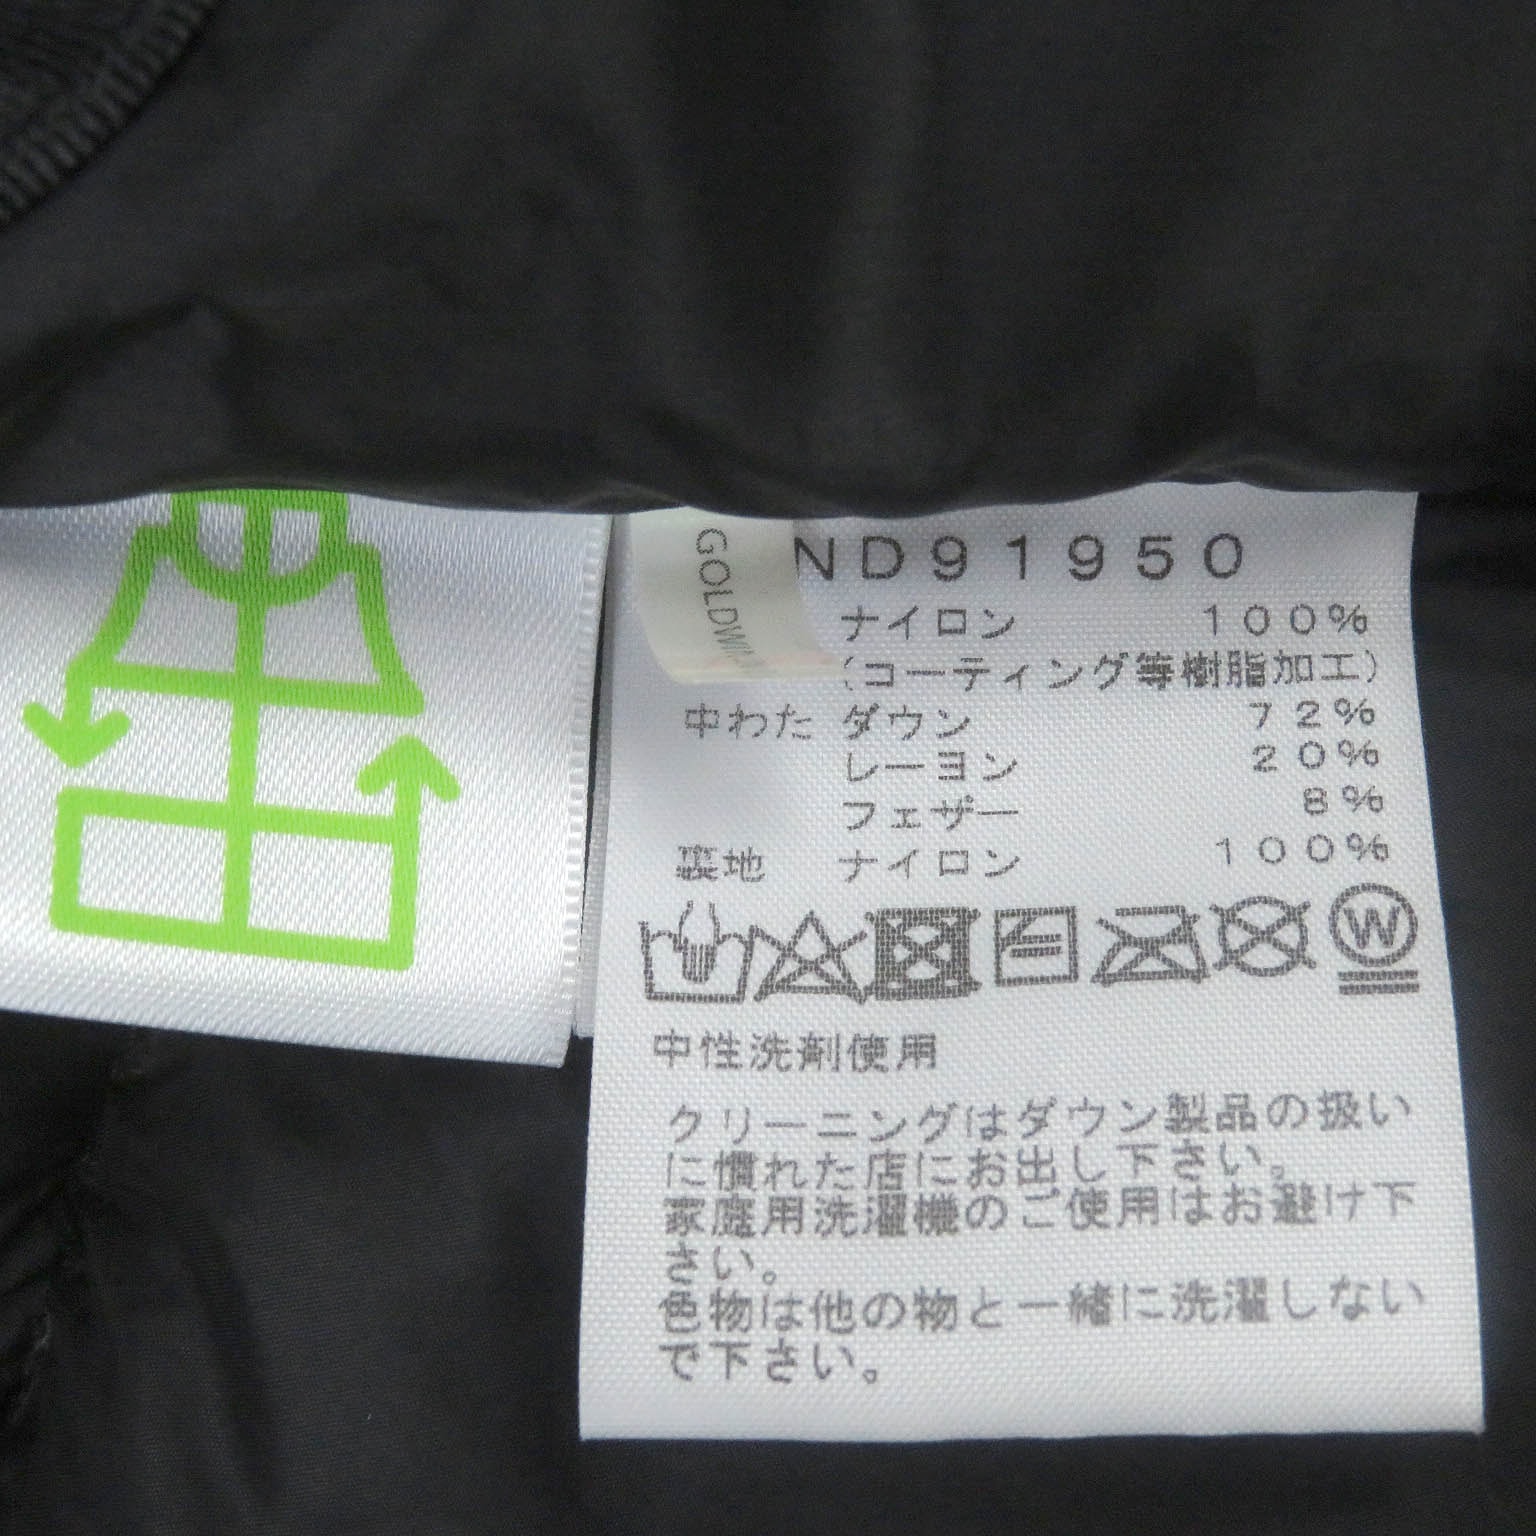 GOLDWIN
ND91950
ナイロン 100%
(コーティング等樹脂加工)
中わた ダウン 72%
レーヨン 20%
フェザー 8%
裏地 ナイロン 100%
W
中性洗剤使用
クリーニングはダウン製品の扱い
に慣れた店にお出し下さい。
家庭用洗濯機のご使用はお避け下
さい。
色物は他の物と一緒に洗濯しない
で下さい。